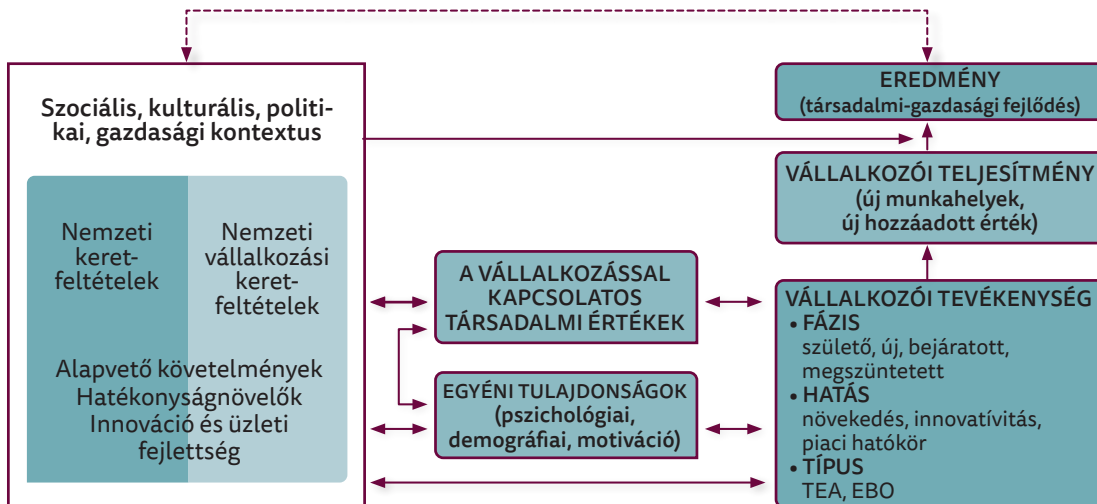 Szociális, kulturális, politi-
kai, gazdasági kontextus
Nemzeti
keret-
feltételek
Nemzeti
vállalkozási
keret-
feltételek
Alapvető követelmények
Hatékonyságnövelők
Innováció és üzleti
fejlettség
A VÁLLALKOZÁSSAL
KAPCSOLATOS
TÁRSADALMI ÉRTÉKEK
EGYÉNI TULAJDONSÁGOK
(pszichológiai,
demográfiai, motiváció)
EREDMÉNY
(társadalmi-gazdasági fejlődés)
VÁLLALKOZÓI TELJESÍTMÉNY
(új munkahelyek,
új hozzáadott érték)
VÁLLALKOZÓI TEVÉKENYSÉG
• FÁZIS
születő, új, bejáratott,
megszüntetett
• HATÁS
növekedés, innovatívitás,
piaci hatókör
• TÍPUS
TEA, EBO